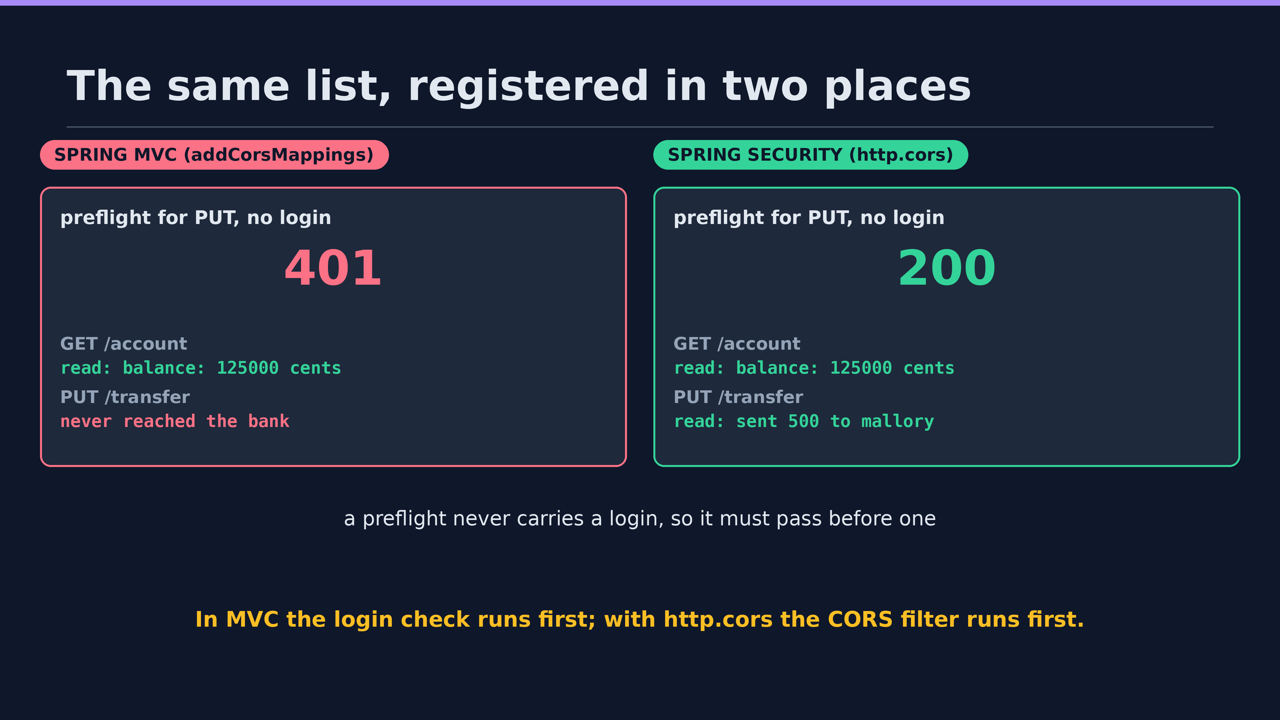 The same list, registered in two places
SPRING MVC (addCorsMappings)
preflight for PUT, no login
401
GET /account
read: balance: 125000 cents
PUT /transfer
never reached the bank
SPRING SECURITY (http.cors)
preflight for PUT, no login
200
GET /account
read: balance: 125000 cents
PUT /transfer
read: sent 500 to mallory
a preflight never carries a login, so it must pass before one
In MVC the login check runs first; with http.cors the CORS filter runs first.